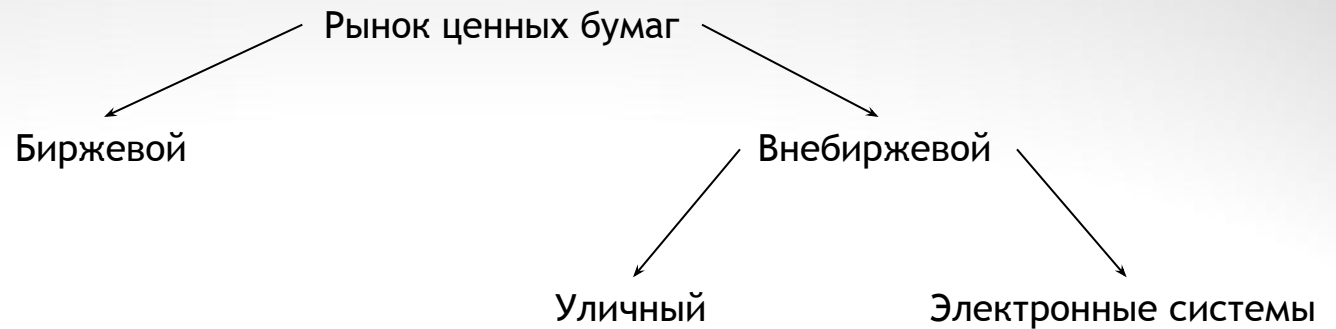 Рынок ценных бумаг
Биржевой
Внебиржевой
Уличный
Электронные системы